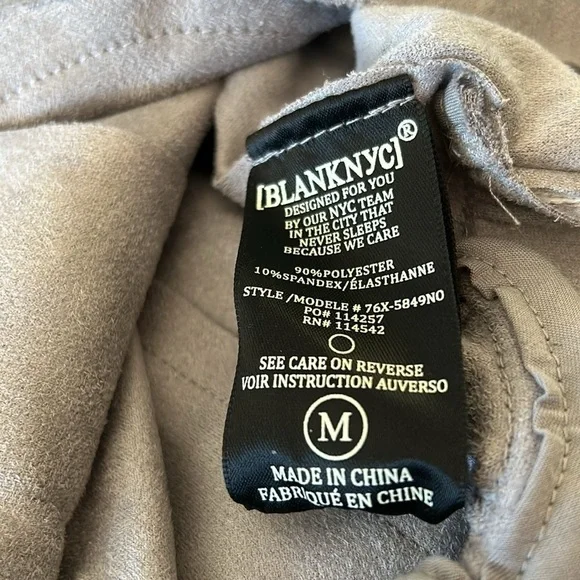 [BLANKNYC]®
DESIGNED FOR YOU
BY OUR NYC TEAM
IN THE CITY THAT
NEVER SLEEPS
BECAUSE WE CARE
90%POLYESTER
10%SPANDEX/ÉLASTHANNE
STYLE /MODELE # 76X-5849NO
PO# 114257
RN# 114542
SEE CARE ON REVERSE
VOIR INSTRUCTION AUVERSO
M
MADE IN CHINA
FABRIQUÉ EN CHINE